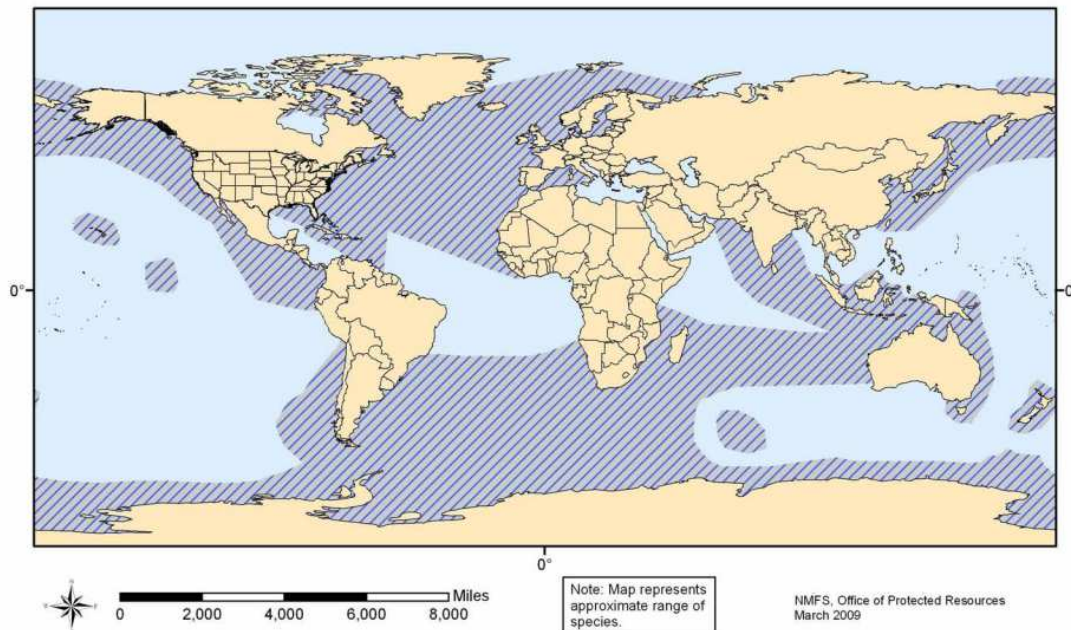 0°
0
0°
Miles
0 2,000 4,000 6,000 8,000
Note: Map represents
approximate range of
species.
NMFS, Office of Protected Resources
March 2009